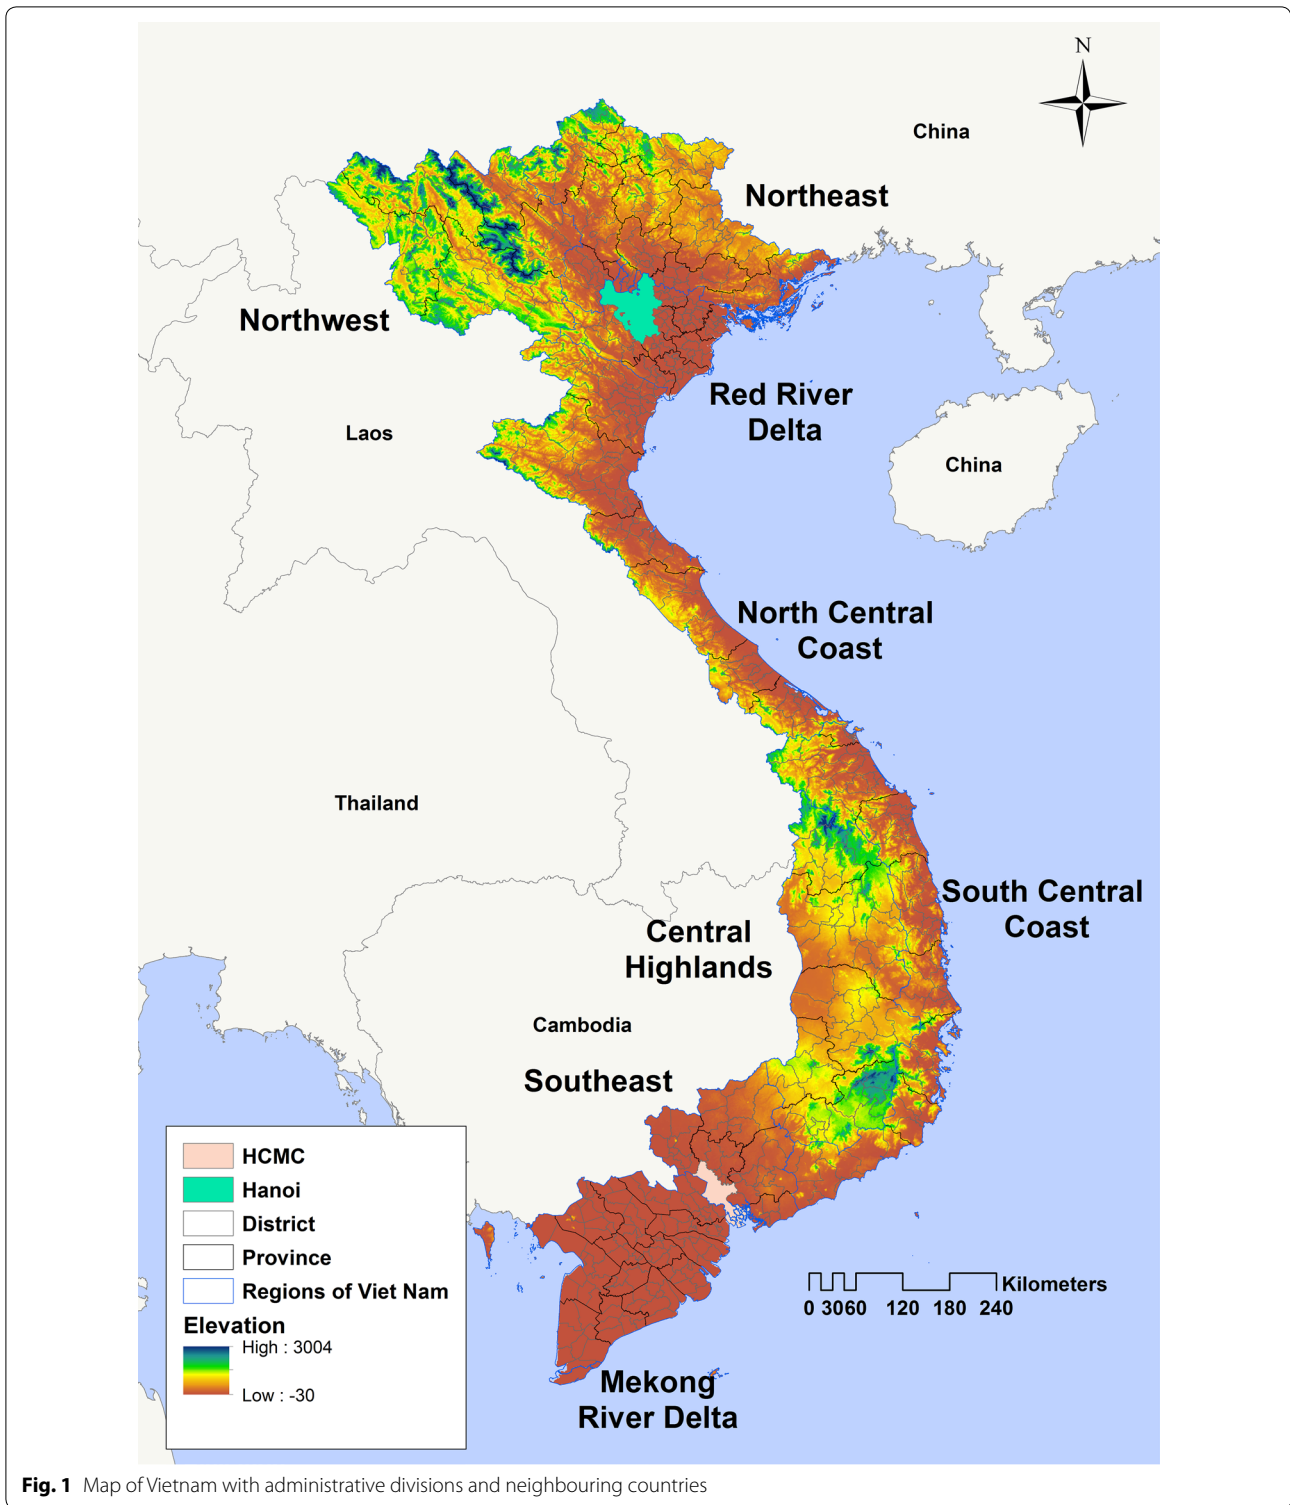 N
China
Northeast
Northwest
Red River
Delta
Laos
China
North Central
Coast
Thailand
South Central
Coast
Central
Highlands
Cambodia
Southeast
HCMC
Hanoi
District
Province
Regions of Viet Nam
Elevation
High : 3004
Low : -30
Kilometers
0 30 60 120 180 240
Mekong
River Delta
Fig. 1 Map of Vietnam with administrative divisions and neighbouring countries